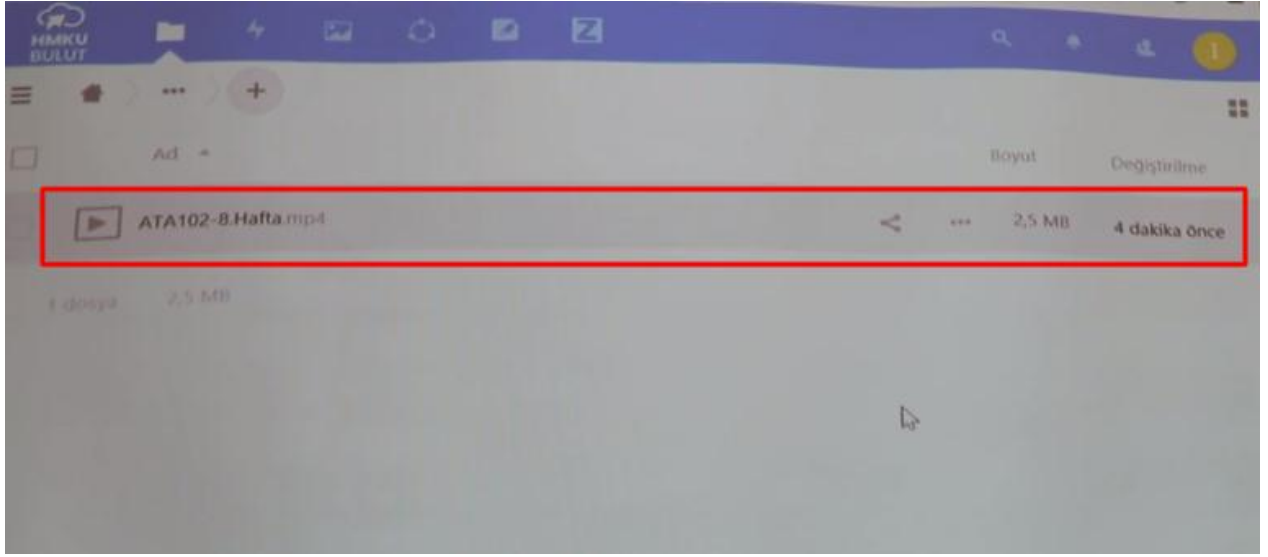 HMKU
BULUT
Z
1
Ad
Boyut
Değiştirilme
ATA102-8.Hafta.mp4
2,5 MB
4 dakika önce
1 dosya
2,5 MB